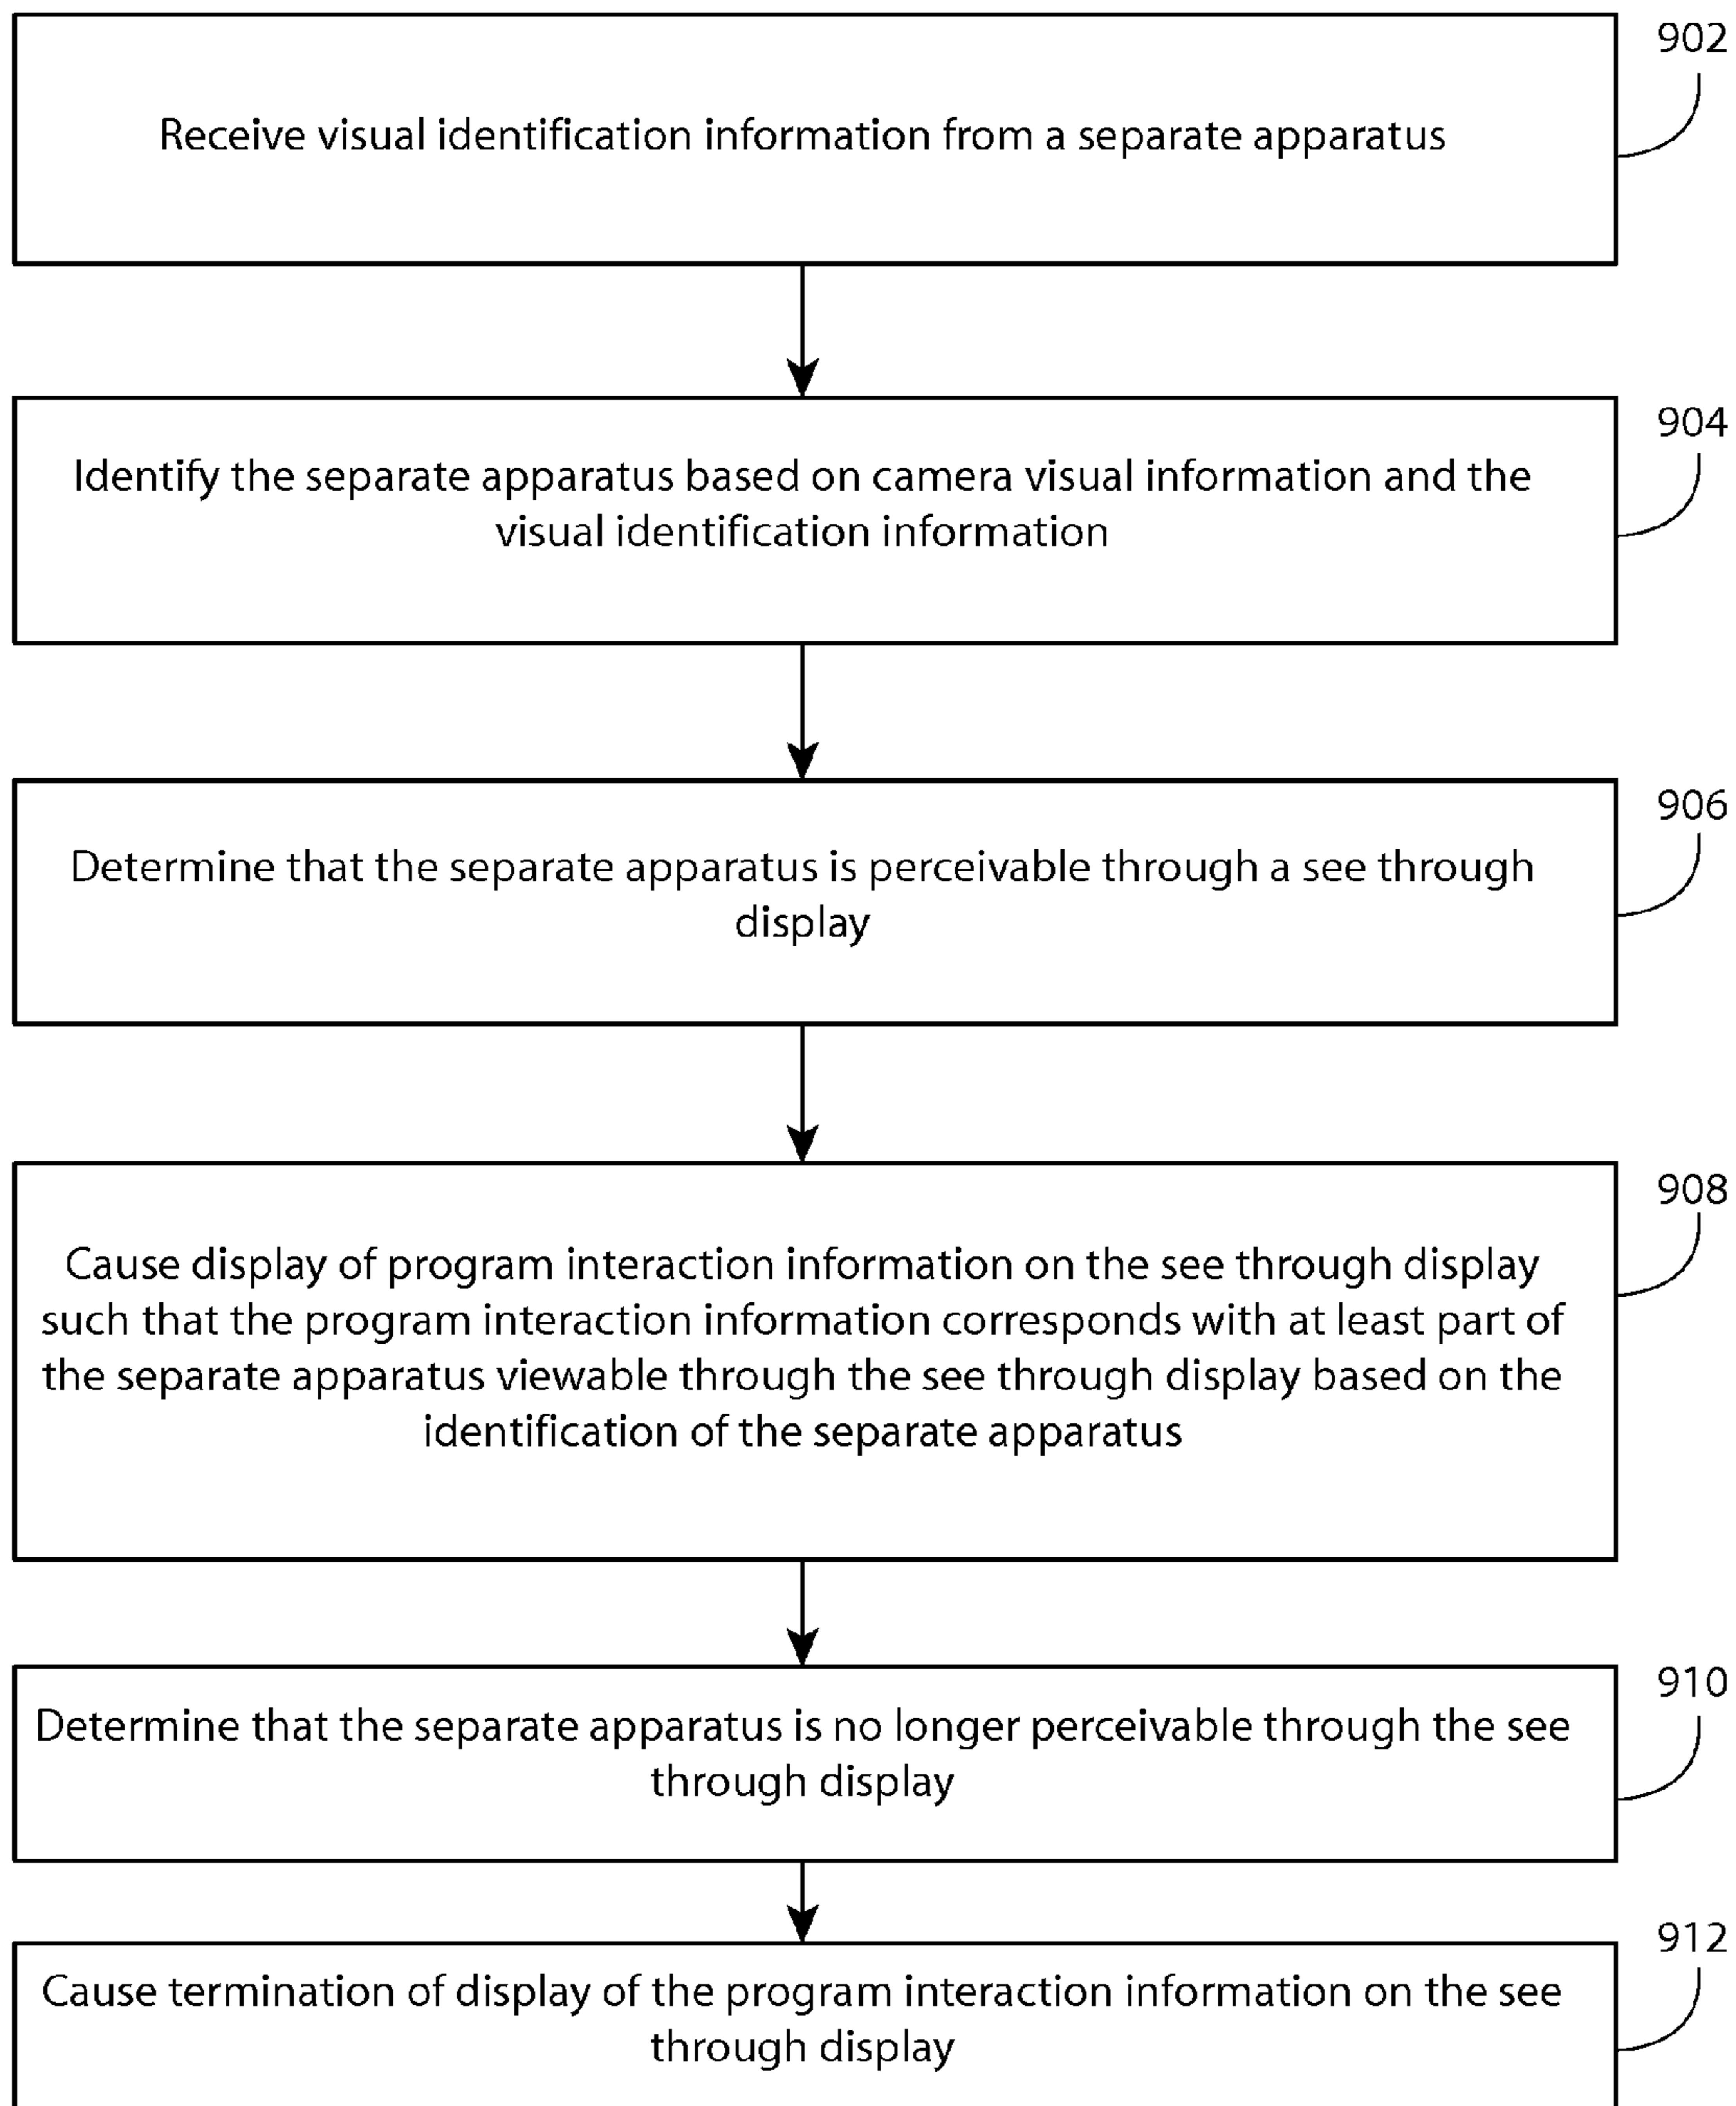 902
Receive visual identification information from a separate apparatus
904
Identify the separate apparatus based on camera visual information and the
visual identification information
906
Determine that the separate apparatus is perceivable through a see through
display
908
Cause display of program interaction information on the see through display
such that the program interaction information corresponds with at least part of
the separate apparatus viewable through the see through display based on the
identification of the separate apparatus
910
Determine that the separate apparatus is no longer perceivable through the see
through display
912
Cause termination of display of the program interaction information on the see
through display